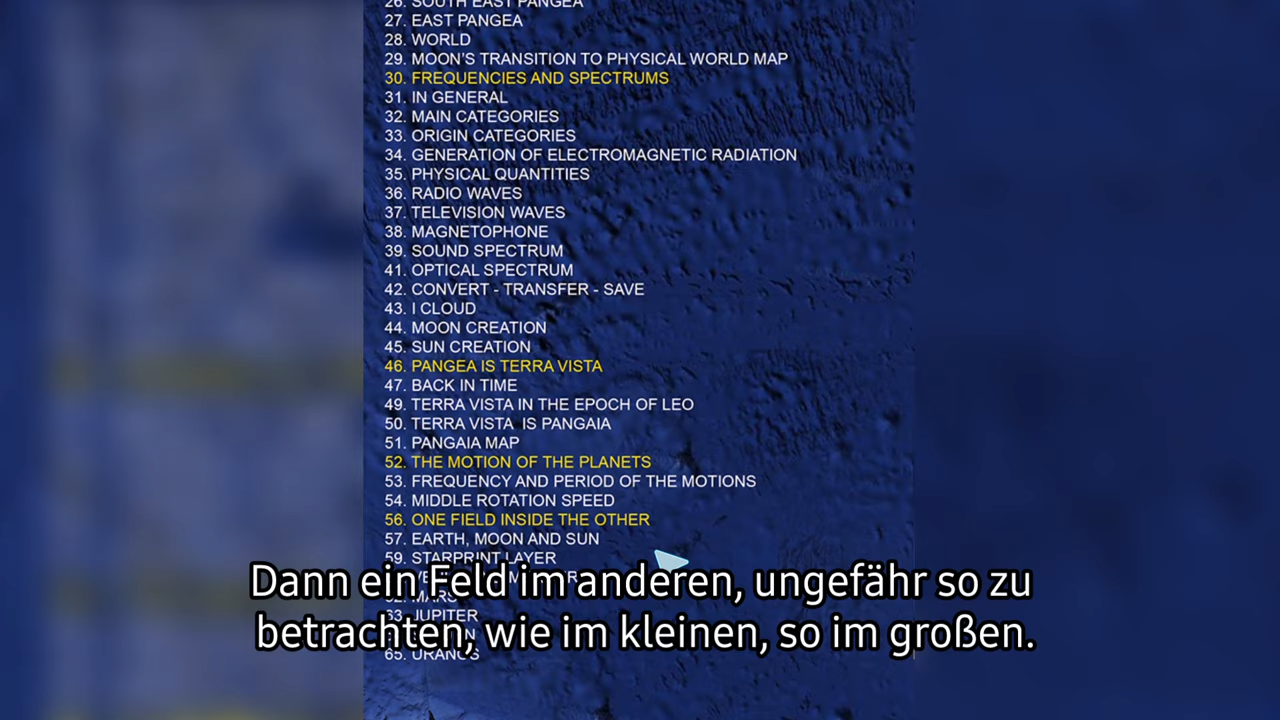 26. SOUTH EAST PANGEA
27. EAST PANGEA
28. WORLD
29. MOON'S TRANSITION TO PHYSICAL WORLD MAP
30. FREQUENCIES AND SPECTRUMS
31. IN GENERAL
32. MAIN CATEGORIES
33. ORIGIN CATEGORIES
34. GENERATION OF ELECTROMAGNETIC RADIATION
35. PHYSICAL QUANTITIES
36. RADIO WAVES
37. TELEVISION WAVES
38. MAGNETOPHONE
39. SOUND SPECTRUM
41. OPTICAL SPECTRUM
42. CONVERT - TRANSFER - SAVE
43. I CLOUD
44. MOON CREATION
45. SUN CREATION
46. PANGEA IS TERRA VISTA
47. BACK IN TIME
49. TERRA VISTA IN THE EPOCH OF LEO
50. TERRA VISTA IS PANGAIA
51. PANGAIA MAP
52. THE MOTION OF THE PLANETS
53. FREQUENCY AND PERIOD OF THE MOTIONS
54. MIDDLE ROTATION SPEED
56. ONE FIELD INSIDE THE OTHER
57. EARTH, MOON AND SUN
59. STARPRINT LAYER
62. MARS
63. JUPITER
65. URANOS
Dann ein Feld im anderen, ungefähr so zu
betrachten, wie im kleinen, so im großen.